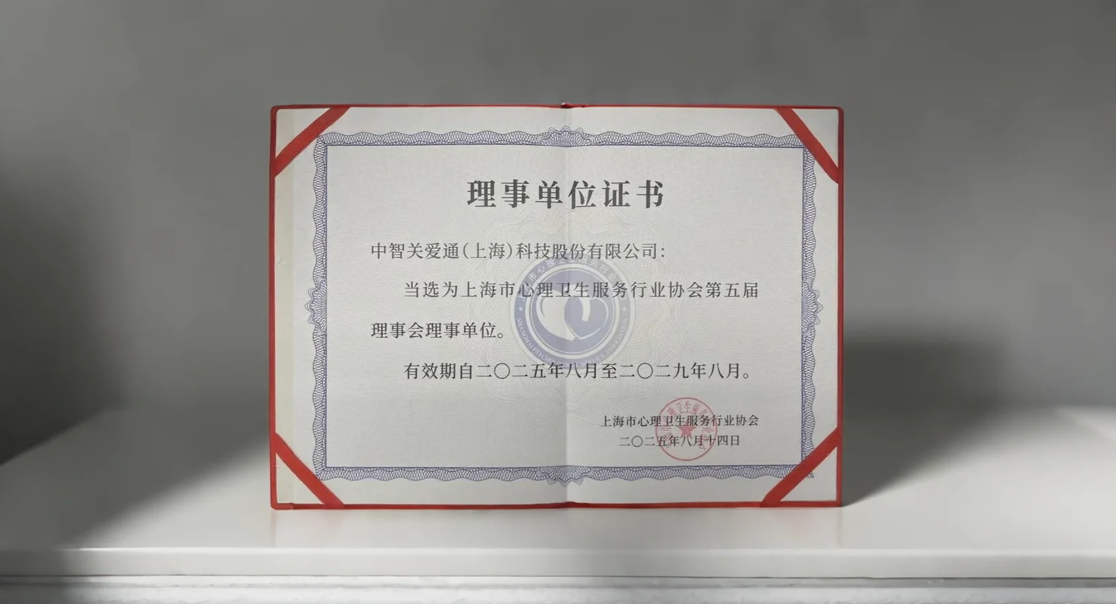 理事单位证书
中智关爱通（上海）科技股份有限公司：
当选为上海市心理卫生服务行业协会第五届
理事会理事单位。
有效期自二〇二五年八月至二〇二九年八月。
上海市心理卫生服务行业协会
二〇二五年八月十四日